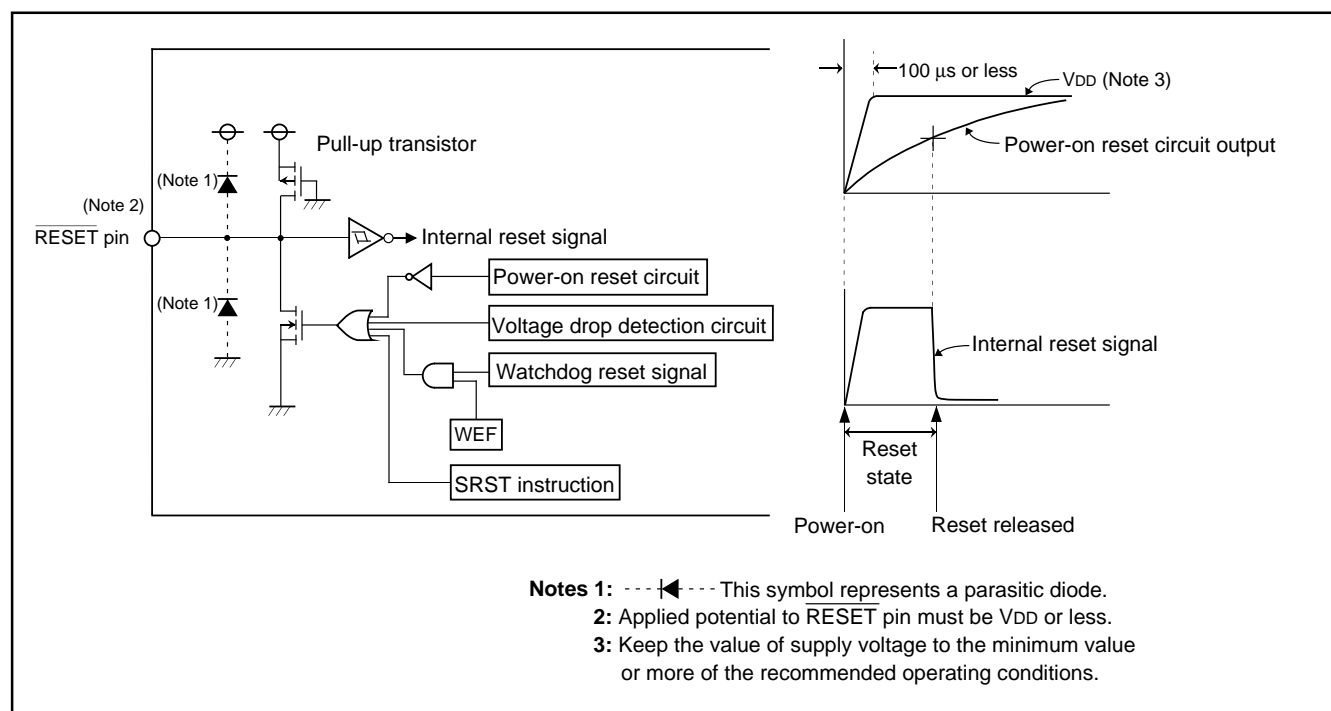 Pull-up transistor
(Note 1)
(Note 2)
RESET pin
Internal reset signal
(Note 1)
Power-on reset circuit
Voltage drop detection circuit
Watchdog reset signal
WEF
SRST instruction
100 µs or less
VDD (Note 3)
Power-on reset circuit output
Internal reset signal
Reset
state
Power-on
Reset released
Notes 1: This symbol represents a parasitic diode.
2: Applied potential to RESET pin must be VDD or less.
3: Keep the value of supply voltage to the minimum value
or more of the recommended operating conditions.